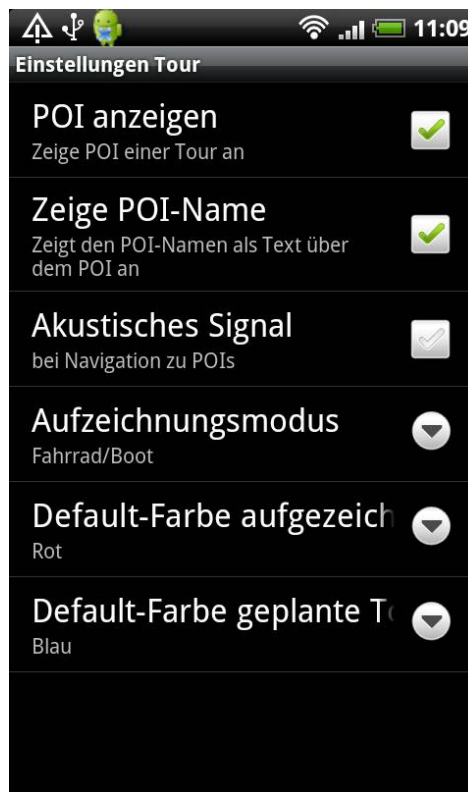 11:09
Einstellungen Tour
POI anzeigen
Zeige POI einer Tour an
Zeige POI-Name
Zeigt den POI-Namen als Text über
dem POI an
Akustisches Signal
bei Navigation zu POIs
Aufzeichnungsmodus
Fahrrad/Boot
Default-Farbe aufgezeich
Rot
Default-Farbe geplante To
Blau